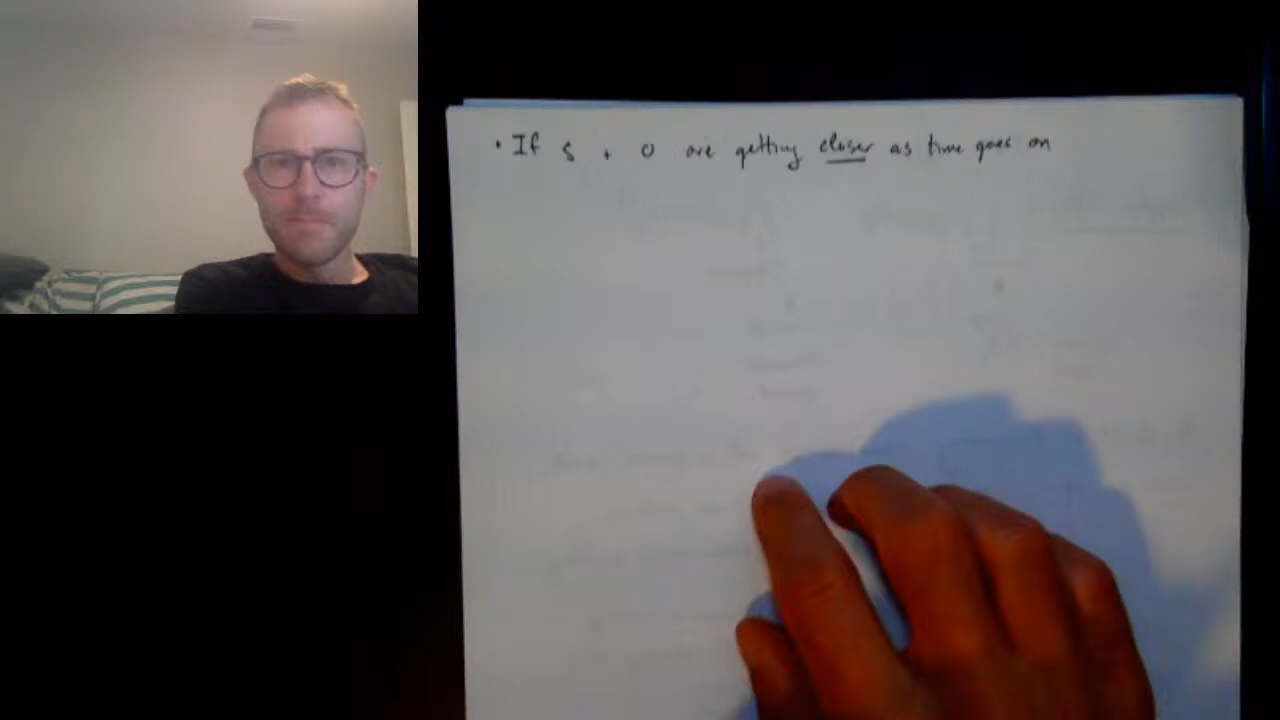 • If S + O are getting closer as time goes on